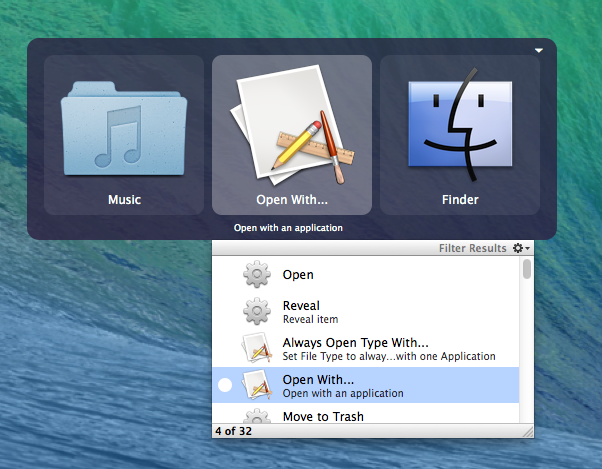 Music
Open With...
Finder
Open with an application
Filter Results
Open
Reveal
Reveal item
Always Open Type With...
Set File Type to alway...with one Application
Open With...
Open with an application
Move to Trash
4 of 32